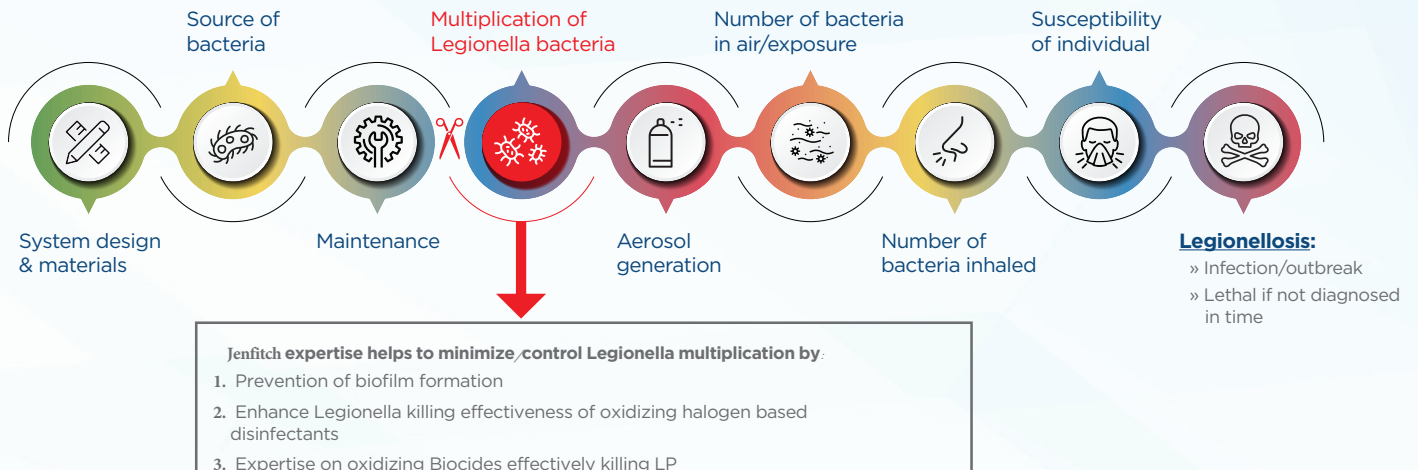 Source of
bacteria
Multiplication of
Legionella bacteria
Number of bacteria
in air/exposure
Susceptibility
of individual
System design
& materials
Maintenance
Aerosol
generation
Number of
bacteria inhaled
Legionellosis:
» Infection/outbreak
» Lethal if not diagnosed
in time
Jenfitch expertise helps to minimize/control Legionella multiplication by:
1. Prevention of biofilm formation
2. Enhance Legionella killing effectiveness of oxidizing halogen based
disinfectants
3. Expertise on oxidizing Biocides effectively killing LP